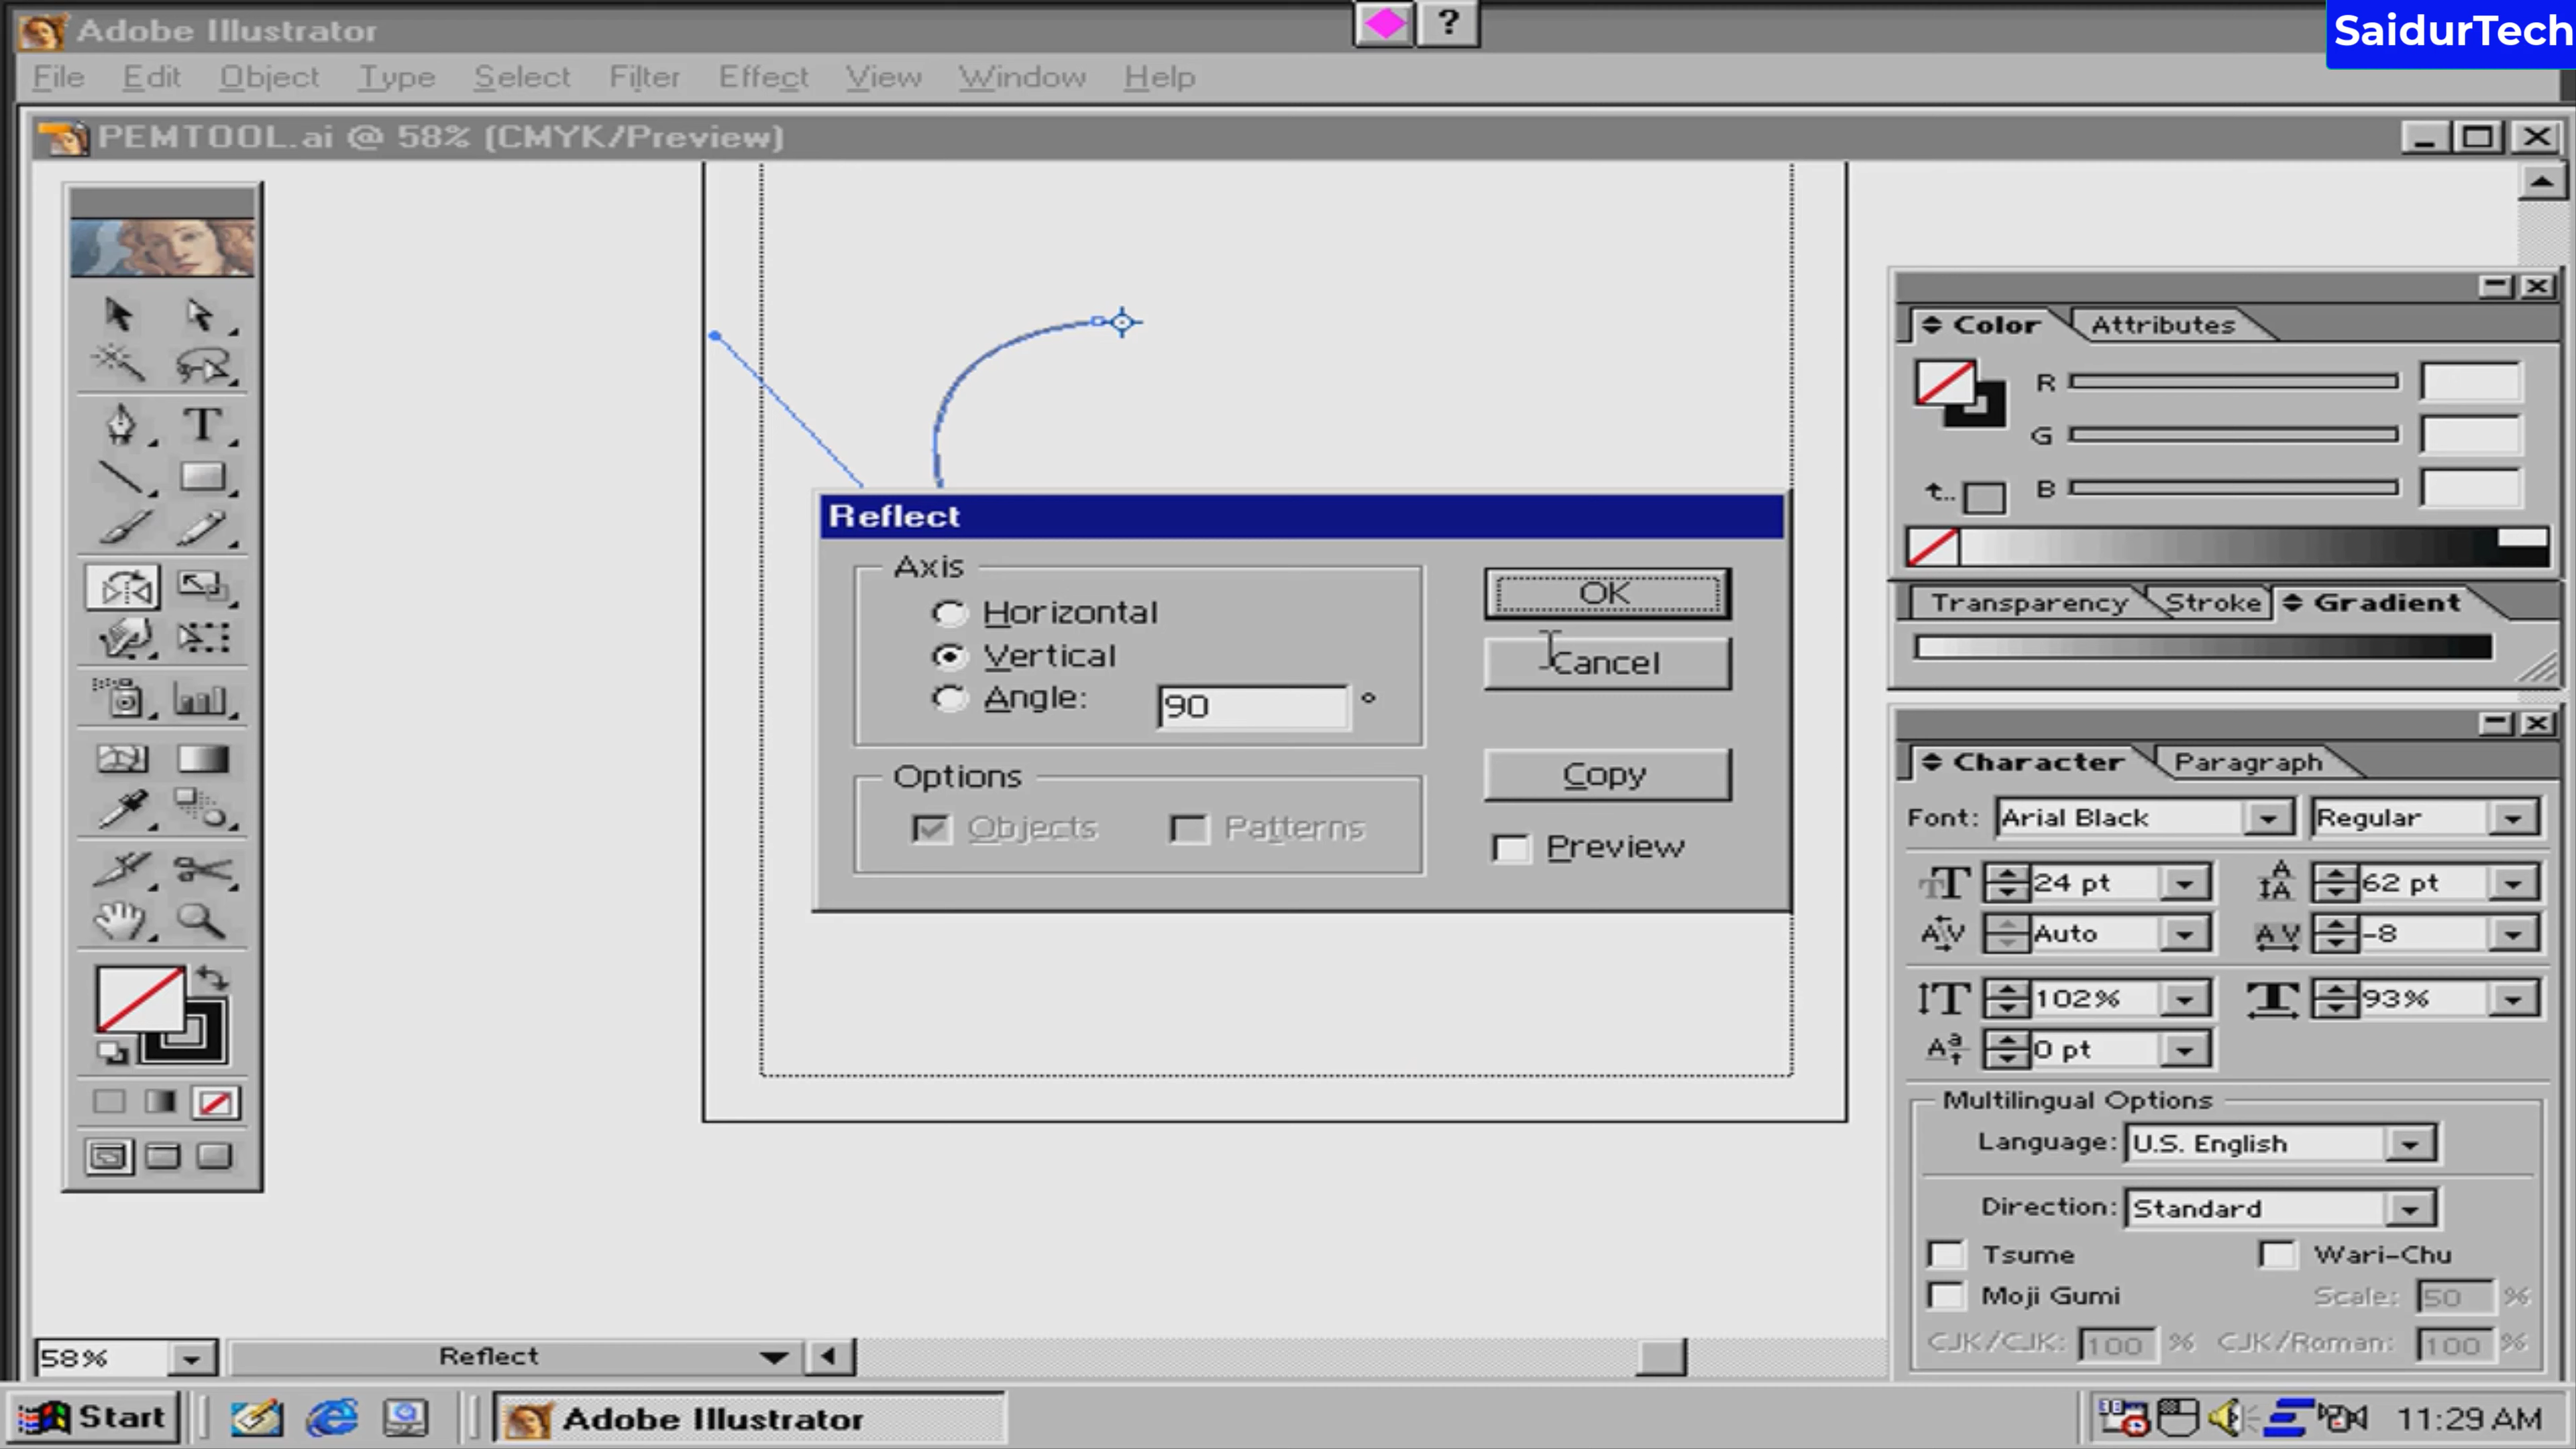 Adobe Illustrator
?
SaidurTech
File Edit Object Type Select Filter Effect View Window Help
PEMTOOL.ai @ 58% (CMYK/Preview)
T
Color Attributes
R
G
B
Transparency Stroke Gradient
Reflect
Axis
Horizontal
Vertical
Angle: 90 °
Options
Objects Patterns
OK
Cancel
Copy
Preview
Character Paragraph
Font: Arial Black Regular
24 pt 62 pt
Auto -8
102% 93%
0 pt
Multilingual Options
Language: U.S. English
Direction: Standard
Tsume Wari-Chu
Moji Gumi Scale: 50 %
CJK/CJK: 100 % CJK/Roman: 100 %
58% Reflect
Start Adobe Illustrator 11:29 AM